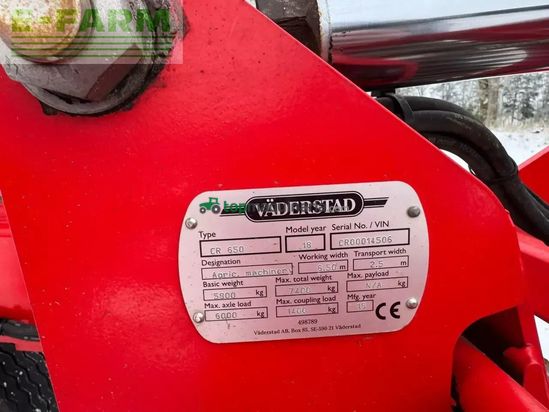 E-FARM
VÄDERSTAD
Type Model year Serial No. / VIN
CR 650 18 CR00014506
Designation Working width Transport width
Agric. machinery 6.50 m 2.5 m
Basic weight Max. total weight Max. payload
5800 kg 7400 kg N/A kg
Max. axle load Max. coupling load Mfg. year
6000 kg 1400 kg CE
498789
Väderstad AB, Box 85, SE-590 21 Väderstad